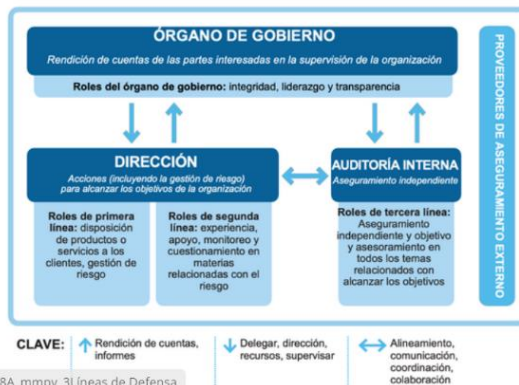 ÓRGANO DE GOBIERNO
Rendición de cuentas de las partes interesadas en la supervisión de la organización
Roles del órgano de gobierno: integridad, liderazgo y transparencia
DIRECCIÓN
Acciones (incluyendo la gestión de riesgo)
para alcanzar los objetivos de la organización
Roles de primera
línea: disposición
de productos o
servicios a los
clientes, gestión de
riesgo
Roles de segunda
línea: experiencia,
apoyo, monitoreo y
cuestionamiento en
materias
relacionadas con el
riesgo
AUDITORÍA INTERNA
Aseguramiento independiente
Roles de tercera línea:
Aseguramiento
independiente y objetivo
y asesoramiento en
todos los temas
relacionados con
alcanzar los objetivos
PROVEEDORES DE ASEGURAMIENTO EXTERNO
CLAVE:
Rendición de cuentas,
informes
Delegar, dirección,
recursos, supervisar
Alineamiento,
comunicación,
coordinación,
colaboración
8A_mmpv_3Líneas de Defensa